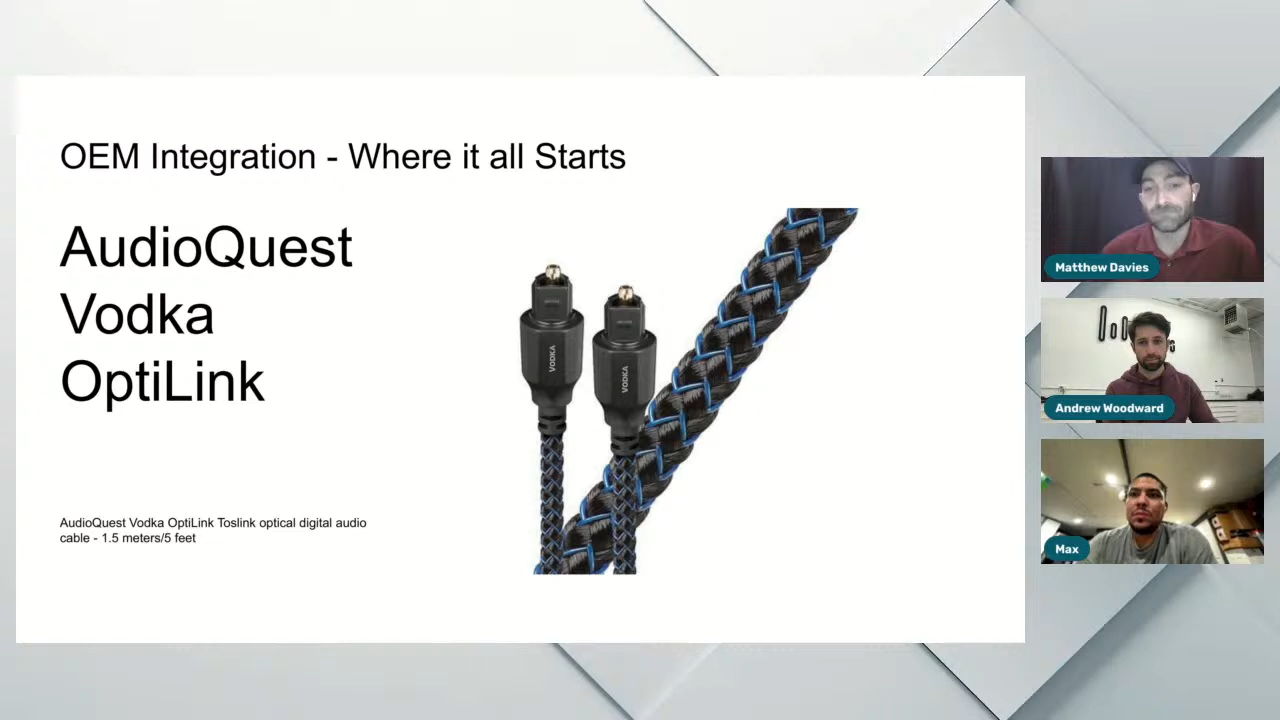 OEM Integration - Where it all Starts
AudioQuest
Vodka
OptiLink
VODKA
VODKA
AudioQuest Vodka OptiLink Toslink optical digital audio
cable - 1.5 meters/5 feet
Matthew Davies
Andrew Woodward
Max